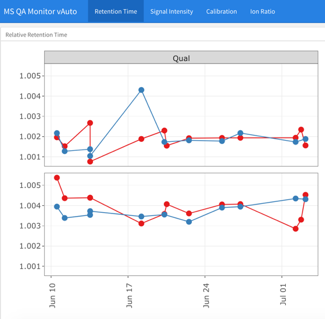 MS QA Monitor vAuto Retention Time Signal Intensity Calibration Ion Ratio
Relative Retention Time
Qual
1.005
1.004
1.003
1.002
1.001
1.005
1.004
1.003
1.002
1.001
Jun 10 Jun 17 Jun 24 Jul 01